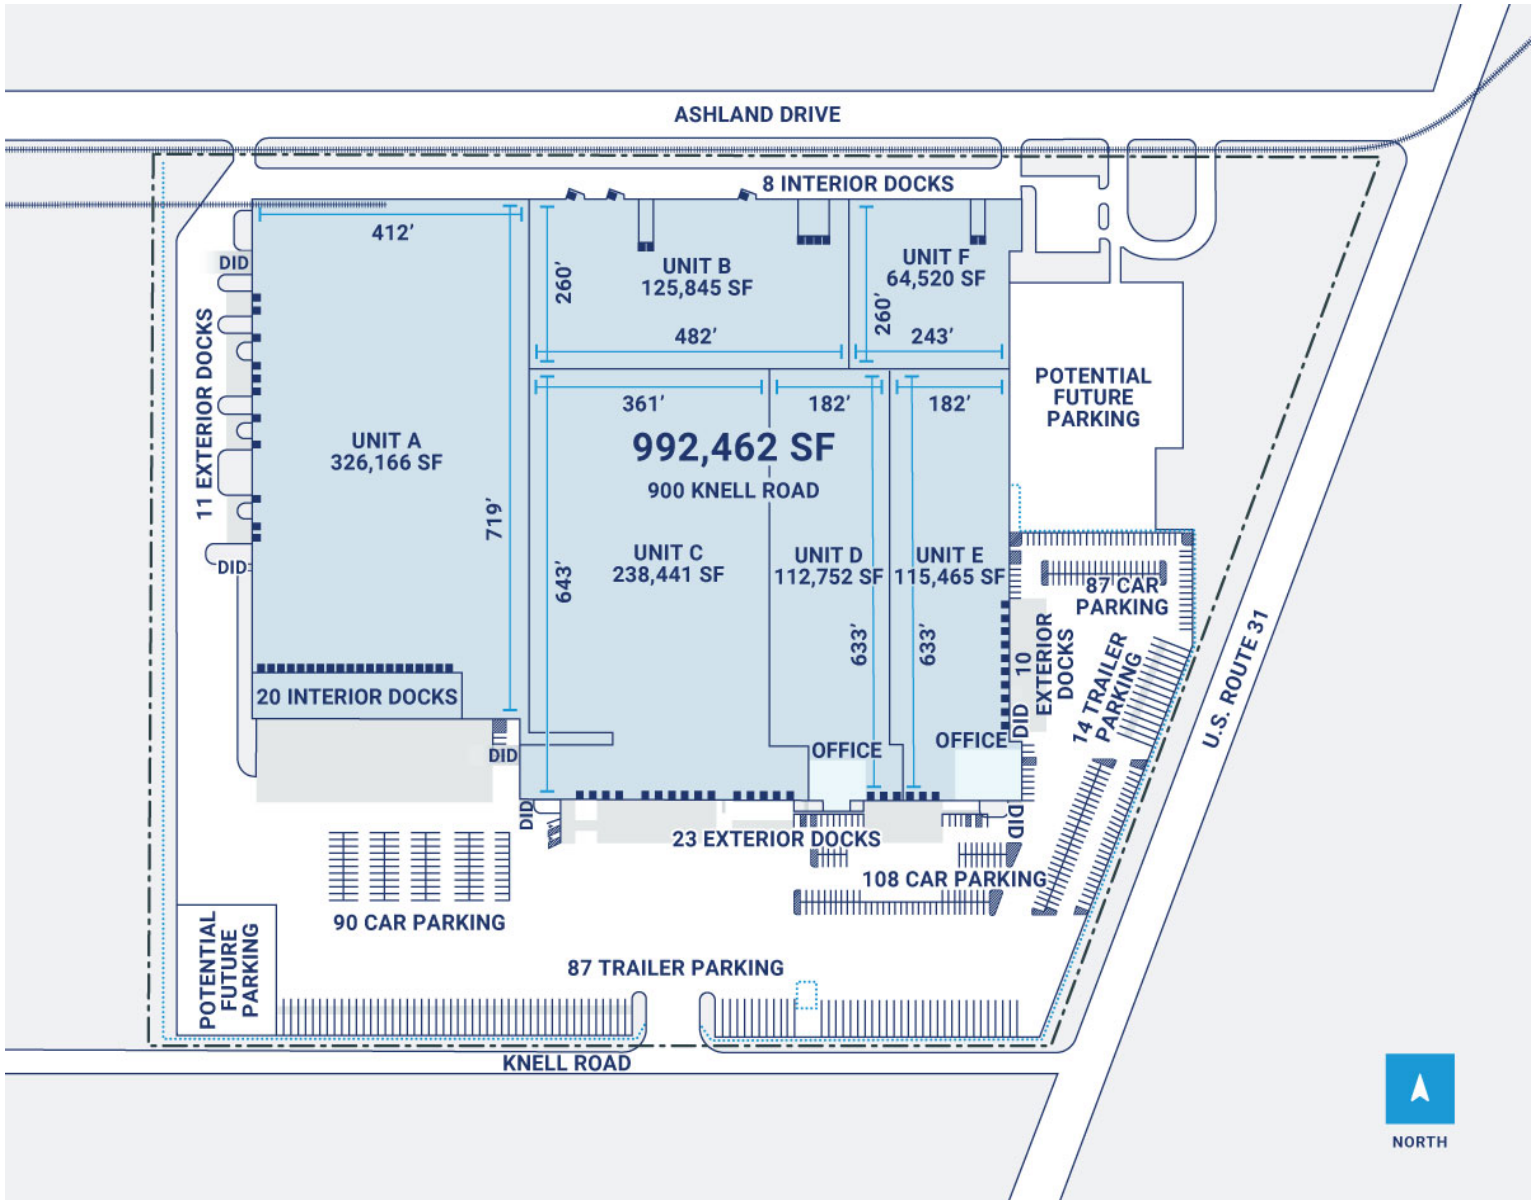 ASHLAND DRIVE
8 INTERIOR DOCKS
412’
DID
UNIT B
125,845 SF
260’
482’
UNIT F
64,520 SF
260’
243’
11 EXTERIOR DOCKS
361’
182’
182’
POTENTIAL
FUTURE
PARKING
UNIT A
326,166 SF
992,462 SF
900 KNELL ROAD
719’
643’
UNIT C
238,441 SF
UNIT D
112,752 SF
UNIT E
115,465 SF
DID
633’
633’
87 CAR
PARKING
10
EXTERIOR
DOCKS
DID
14 TRAILER
PARKING
U.S. ROUTE 31
20 INTERIOR DOCKS
DID
OFFICE
OFFICE
DID
23 EXTERIOR DOCKS
DID
108 CAR PARKING
90 CAR PARKING
POTENTIAL
FUTURE
PARKING
87 TRAILER PARKING
KNELL ROAD
NORTH